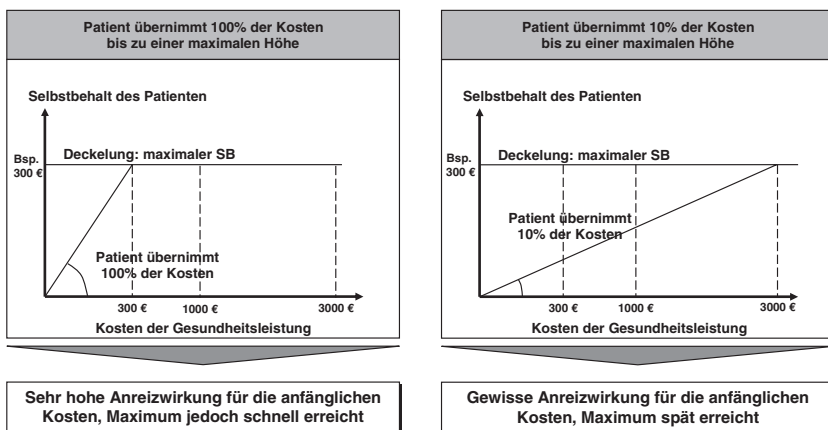 Patient übernimmt 100% der Kosten
bis zu einer maximalen Höhe
Selbstbehalt des Patienten
Bsp.
300 €
Deckelung: maximaler SB
Patient übernimmt
100% der Kosten
300 €
1000 €
3000 €
Kosten der Gesundheitsleistung
Sehr hohe Anreizwirkung für die anfänglichen
Kosten, Maximum jedoch schnell erreicht
Patient übernimmt 10% der Kosten
bis zu einer maximalen Höhe
Selbstbehalt des Patienten
Bsp.
300 €
Deckelung: maximaler SB
Patient übernimmt
10% der Kosten
300 €
1000 €
3000 €
Kosten der Gesundheitsleistung
Gewisse Anreizwirkung für die anfänglichen
Kosten, Maximum spät erreicht